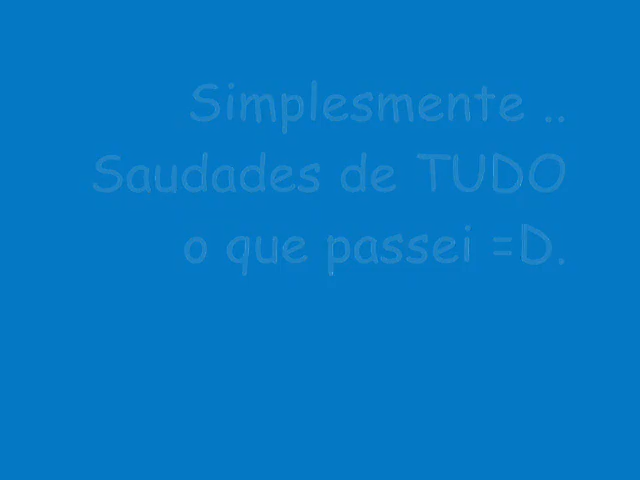 Simplesmente ..
Saudades de TUDO
o que passei =D.